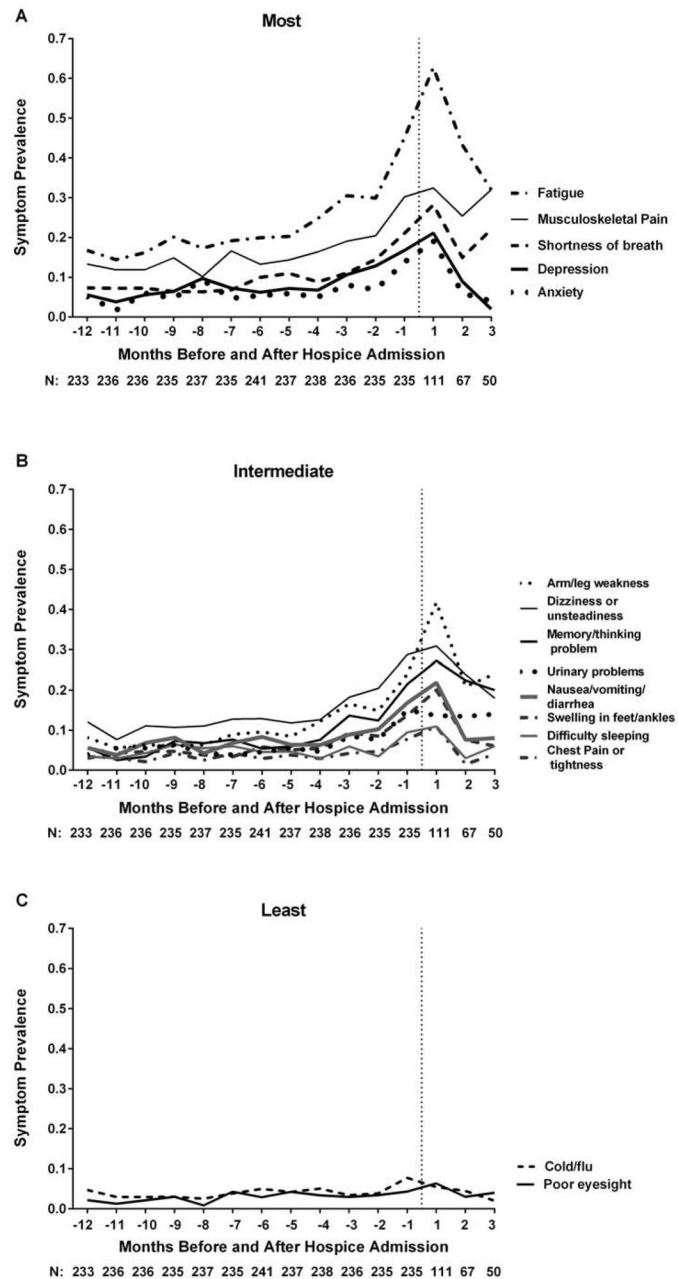 A
Most
0.7
0.6
0.5
0.4
0.3
0.2
0.1
0.0
Symptom Prevalence
-12 -11 -10 -9 -8 -7 -6 -5 -4 -3 -2 -1 1 2 3
Months Before and After Hospice Admission
N: 233 236 236 235 237 235 241 237 238 236 235 235 111 67 50
Fatigue
Musculoskeletal Pain
Shortness of breath
Depression
Anxiety
B
Intermediate
0.7
0.6
0.5
0.4
0.3
0.2
0.1
0.0
Symptom Prevalence
-12 -11 -10 -9 -8 -7 -6 -5 -4 -3 -2 -1 1 2 3
Months Before and After Hospice Admission
N: 233 236 236 235 237 235 241 237 238 236 235 235 111 67 50
Arm/leg weakness
Dizziness or
unsteadiness
Memory/thinking
problem
Urinary problems
Nausea/vomiting/
diarrhea
Swelling in feet/ankles
Difficulty sleeping
Chest Pain or
tightness
C
Least
0.7
0.6
0.5
0.4
0.3
0.2
0.1
0.0
Symptom Prevalence
-12 -11 -10 -9 -8 -7 -6 -5 -4 -3 -2 -1 1 2 3
Months Before and After Hospice Admission
N: 233 236 236 235 237 235 241 237 238 236 235 235 111 67 50
Cold/flu
Poor eyesight